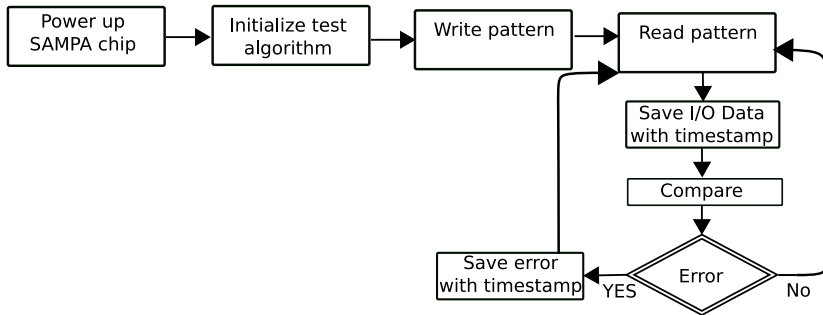 Power up
SAMPA chip
Initialize test
algorithm
Write pattern
Read pattern
Save I/O Data
with timestamp
Compare
Error
YES
No
Save error
with timestamp